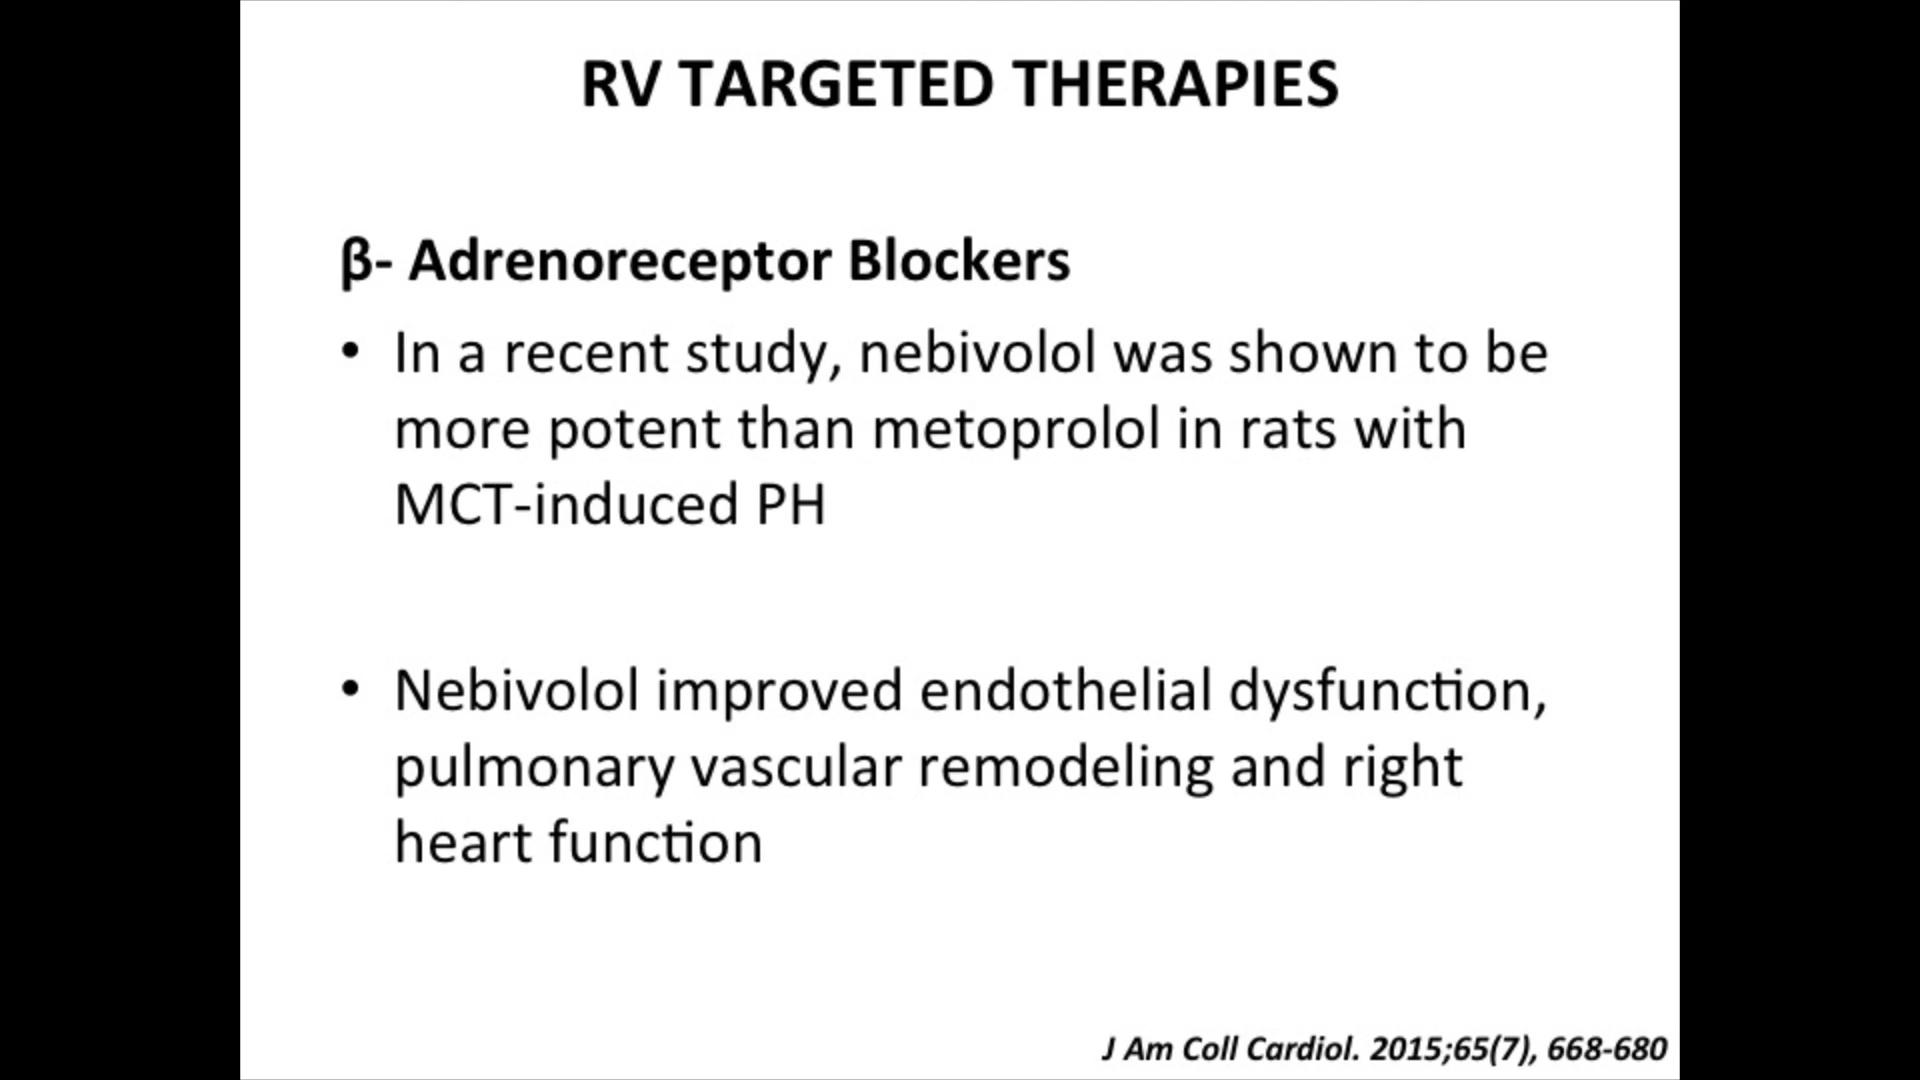 RV TARGETED THERAPIES
β- Adrenoreceptor Blockers
• In a recent study, nebivolol was shown to be
more potent than metoprolol in rats with
MCT-induced PH
• Nebivolol improved endothelial dysfunction,
pulmonary vascular remodeling and right
heart function
J Am Coll Cardiol. 2015;65(7), 668-680